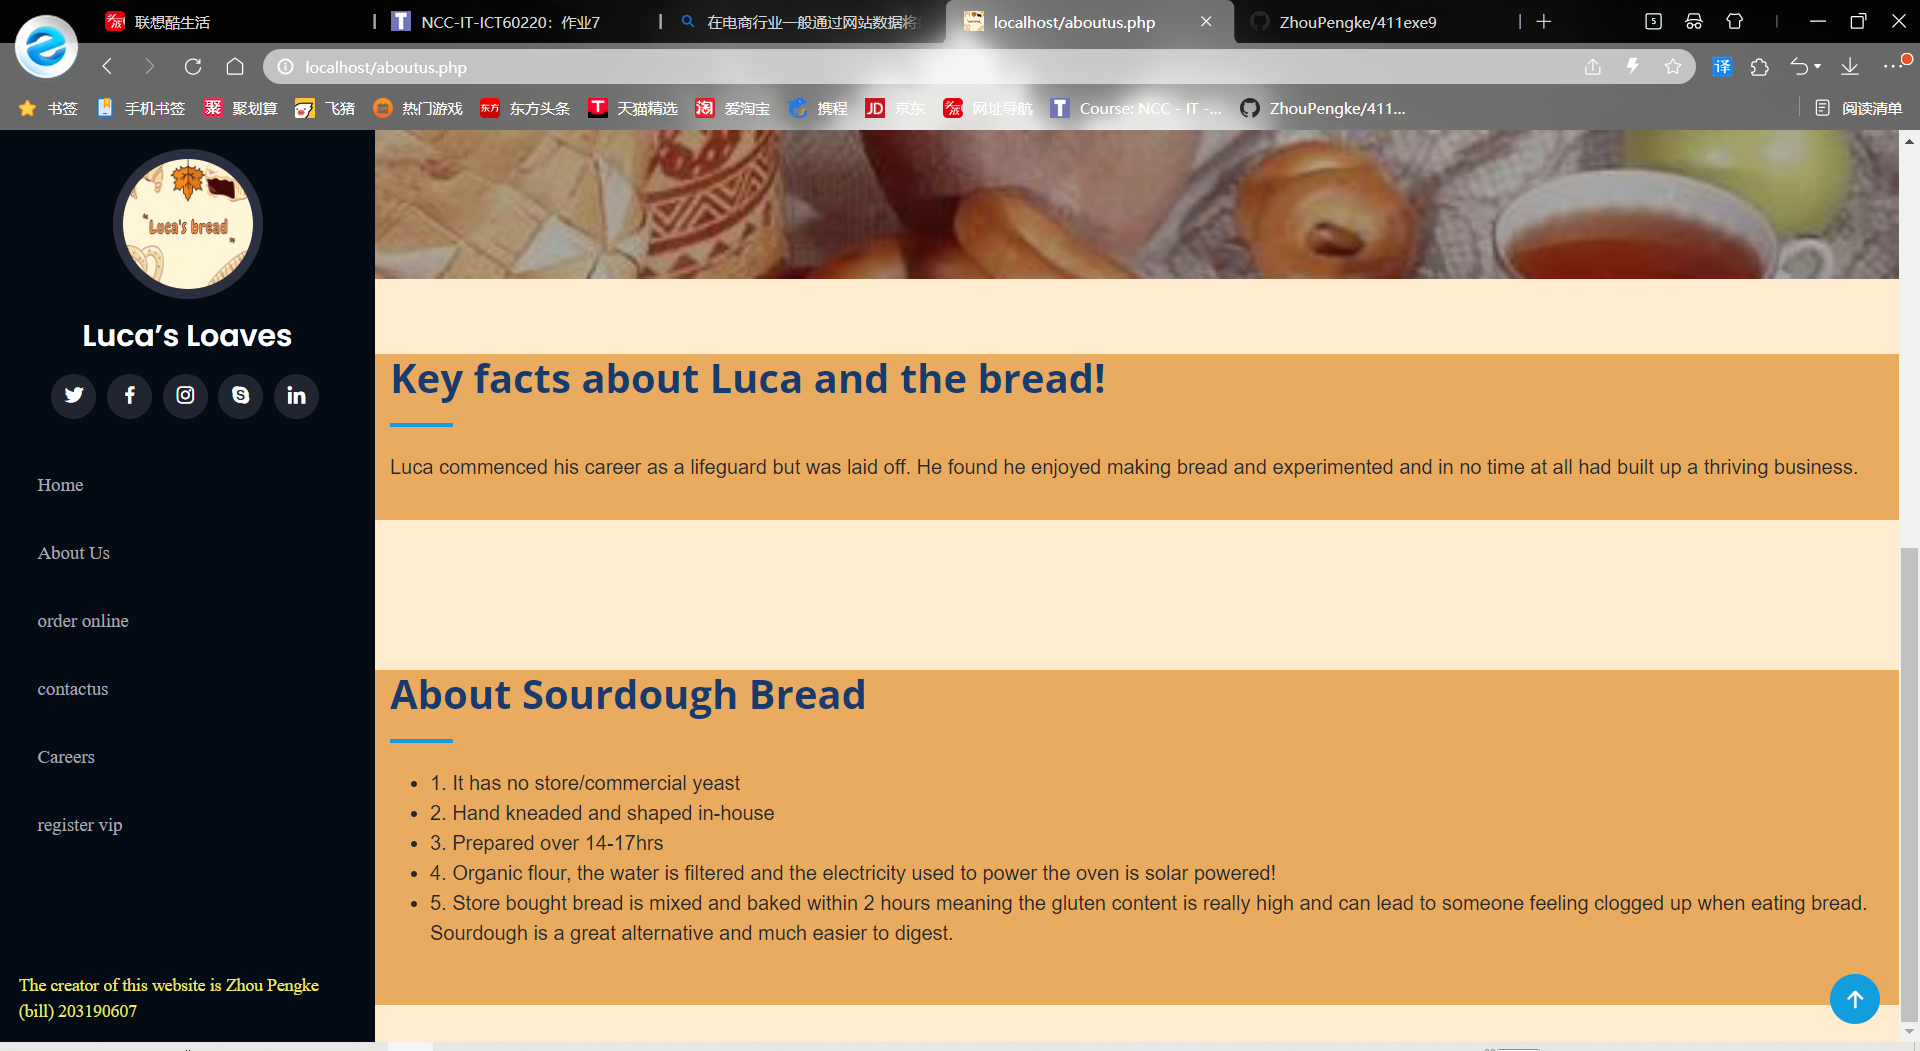 联想酷生活
NCC-IT-ICT60220：作业7
在电商行业一般通过网站数据将
localhost/aboutus.php
ZhouPengke/411exe9
5
localhost/aboutus.php
译
书签
手机书签
聚 聚划算
飞猪
热门游戏
东方 东方头条
T 天猫精选
淘 爱淘宝
携程
JD 京东
网址导航
T Course: NCC - IT -...
ZhouPengke/411...
阅读清单
"Luca's bread"
Luca's Loaves
Home
About Us
order online
contactus
Careers
register vip
The creator of this website is Zhou Pengke
(bill) 203190607
Key facts about Luca and the bread!
Luca commenced his career as a lifeguard but was laid off. He found he enjoyed making bread and experimented and in no time at all had built up a thriving business.
About Sourdough Bread
• 1. It has no store/commercial yeast
• 2. Hand kneaded and shaped in-house
• 3. Prepared over 14-17hrs
• 4. Organic flour, the water is filtered and the electricity used to power the oven is solar powered!
• 5. Store bought bread is mixed and baked within 2 hours meaning the gluten content is really high and can lead to someone feeling clogged up when eating bread.
Sourdough is a great alternative and much easier to digest.